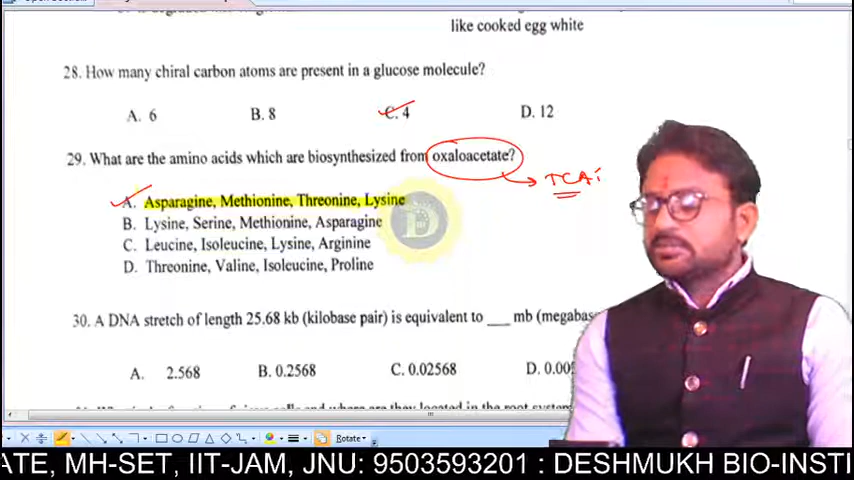 like cooked egg white
28. How many chiral carbon atoms are present in a glucose molecule?
A. 6 B. 8 C. 4 D. 12
29. What are the amino acids which are biosynthesized from oxaloacetate?
TCA
A. Asparagine, Methionine, Threonine, Lysine
B. Lysine, Serine, Methionine, Asparagine
C. Leucine, Isoleucine, Lysine, Arginine
D. Threonine, Valine, Isoleucine, Proline
D
30. A DNA stretch of length 25.68 kb (kilobase pair) is equivalent to ___ mb
A. 2.568 B. 0.2568 C. 0.02568 D.
Rotate
MH-SET, IIT-JAM, JNU: 9503593201 : DESHMUKH BIO-INSTI